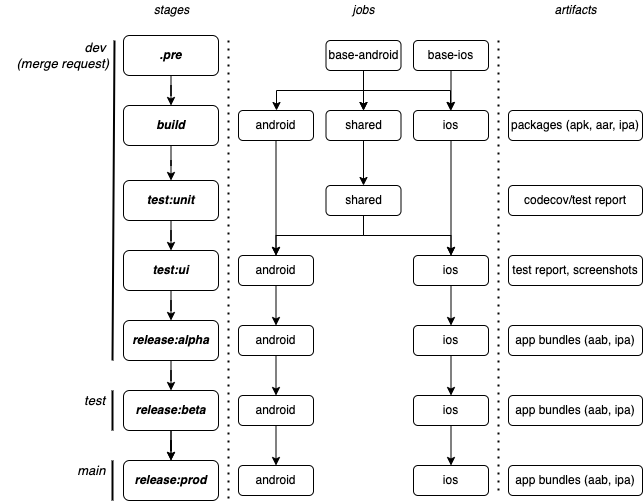 stages jobs artifacts
dev
(merge request)
.pre base-android base-ios
build android shared ios packages (apk, aar, ipa)
test:unit shared codecov/test report
test:ui android ios test report, screenshots
release:alpha android ios app bundles (aab, ipa)
test release:beta android ios app bundles (aab, ipa)
main release:prod android ios app bundles (aab, ipa)